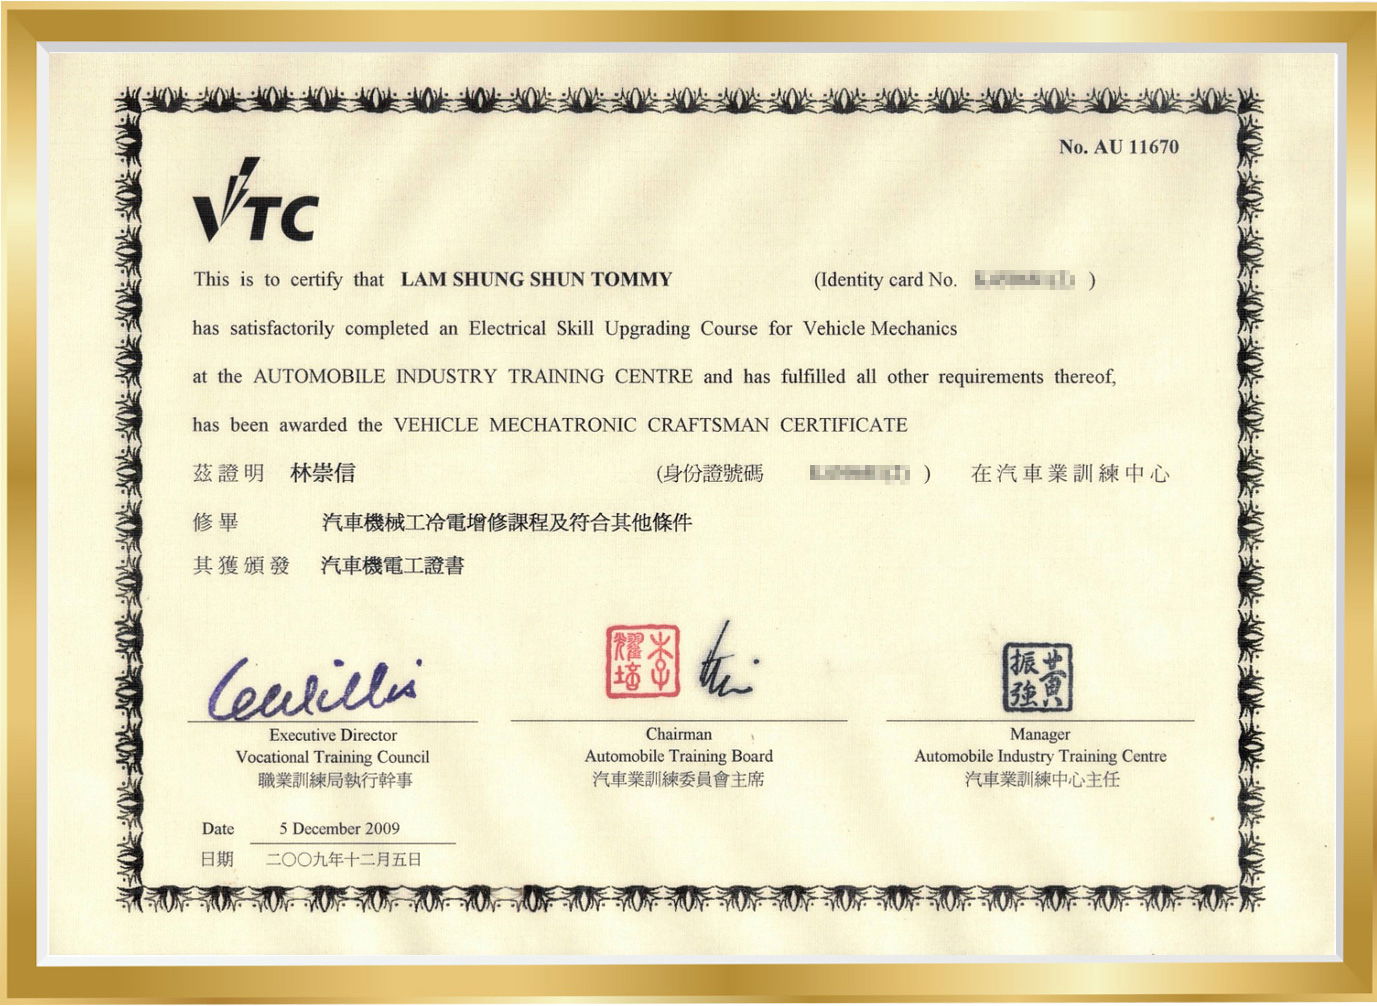 No. AU 11670
VTC
This is to certify that LAM SHUNG SHUN TOMMY (Identity card No. )
has satisfactorily completed an Electrical Skill Upgrading Course for Vehicle Mechanics
at the AUTOMOBILE INDUSTRY TRAINING CENTRE and has fulfilled all other requirements thereof,
has been awarded the VEHICLE MECHATRONIC CRAFTSMAN CERTIFICATE
茲證明 林崇信 (身份證號碼 ) 在汽車業訓練中心
修畢 汽車機械工冷電增修課程及符合其他條件
其獲頒發 汽車機電工證書
李耀培
黃振強
Executive Director
Vocational Training Council
職業訓練局執行幹事
Chairman
Automobile Training Board
汽車業訓練委員會主席
Manager
Automobile Industry Training Centre
汽車業訓練中心主任
Date 5 December 2009
日期 二〇〇九年十二月五日